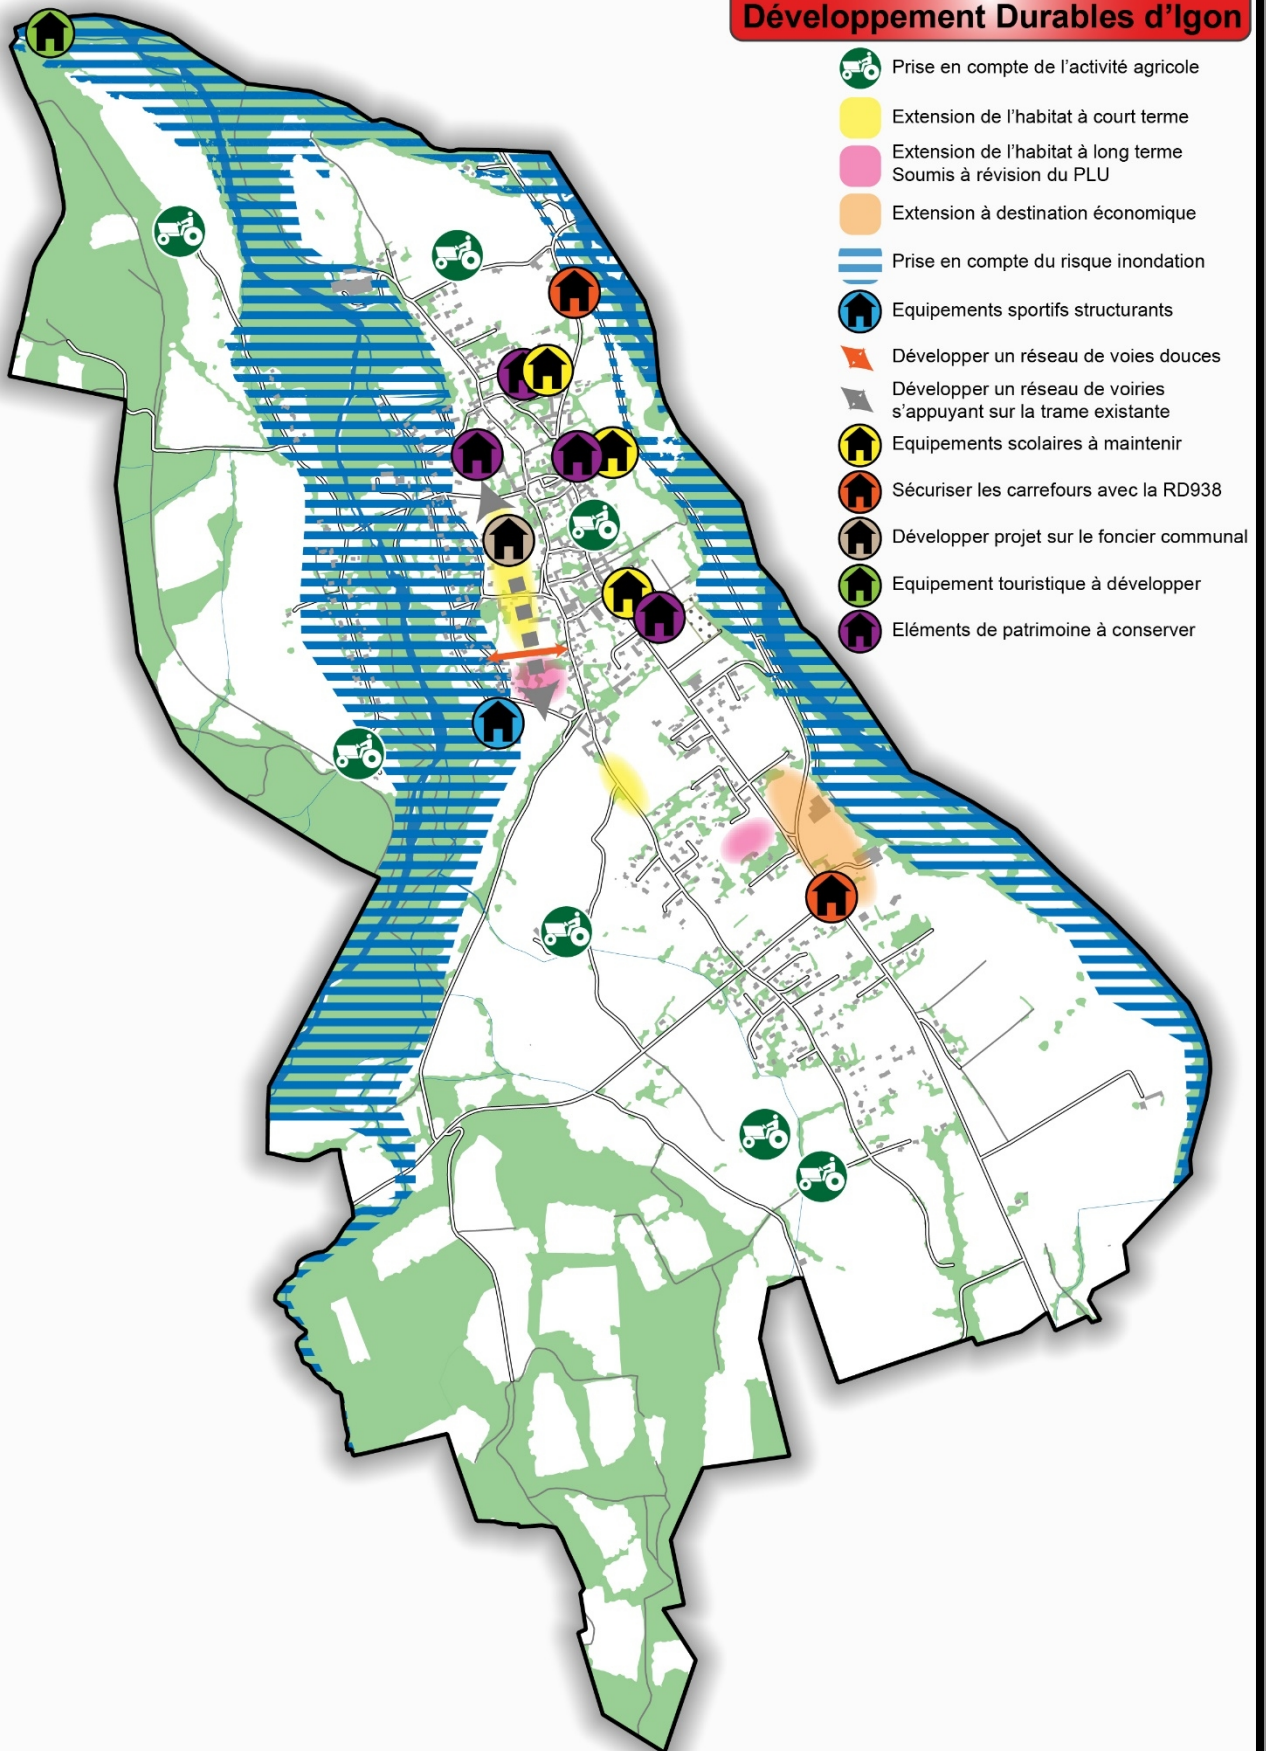 Développement Durables d’Igon
Prise en compte de l’activité agricole
Extension de l’habitat à court terme
Extension de l’habitat à long terme
Soumis à révision du PLU
Extension à destination économique
Prise en compte du risque inondation
Equipements sportifs structurants
Développer un réseau de voies douces
Développer un réseau de voiries
s’appuyant sur la trame existante
Equipements scolaires à maintenir
Sécuriser les carrefours avec la RD938
Développer projet sur le foncier communal
Equipement touristique à développer
Eléments de patrimoine à conserver